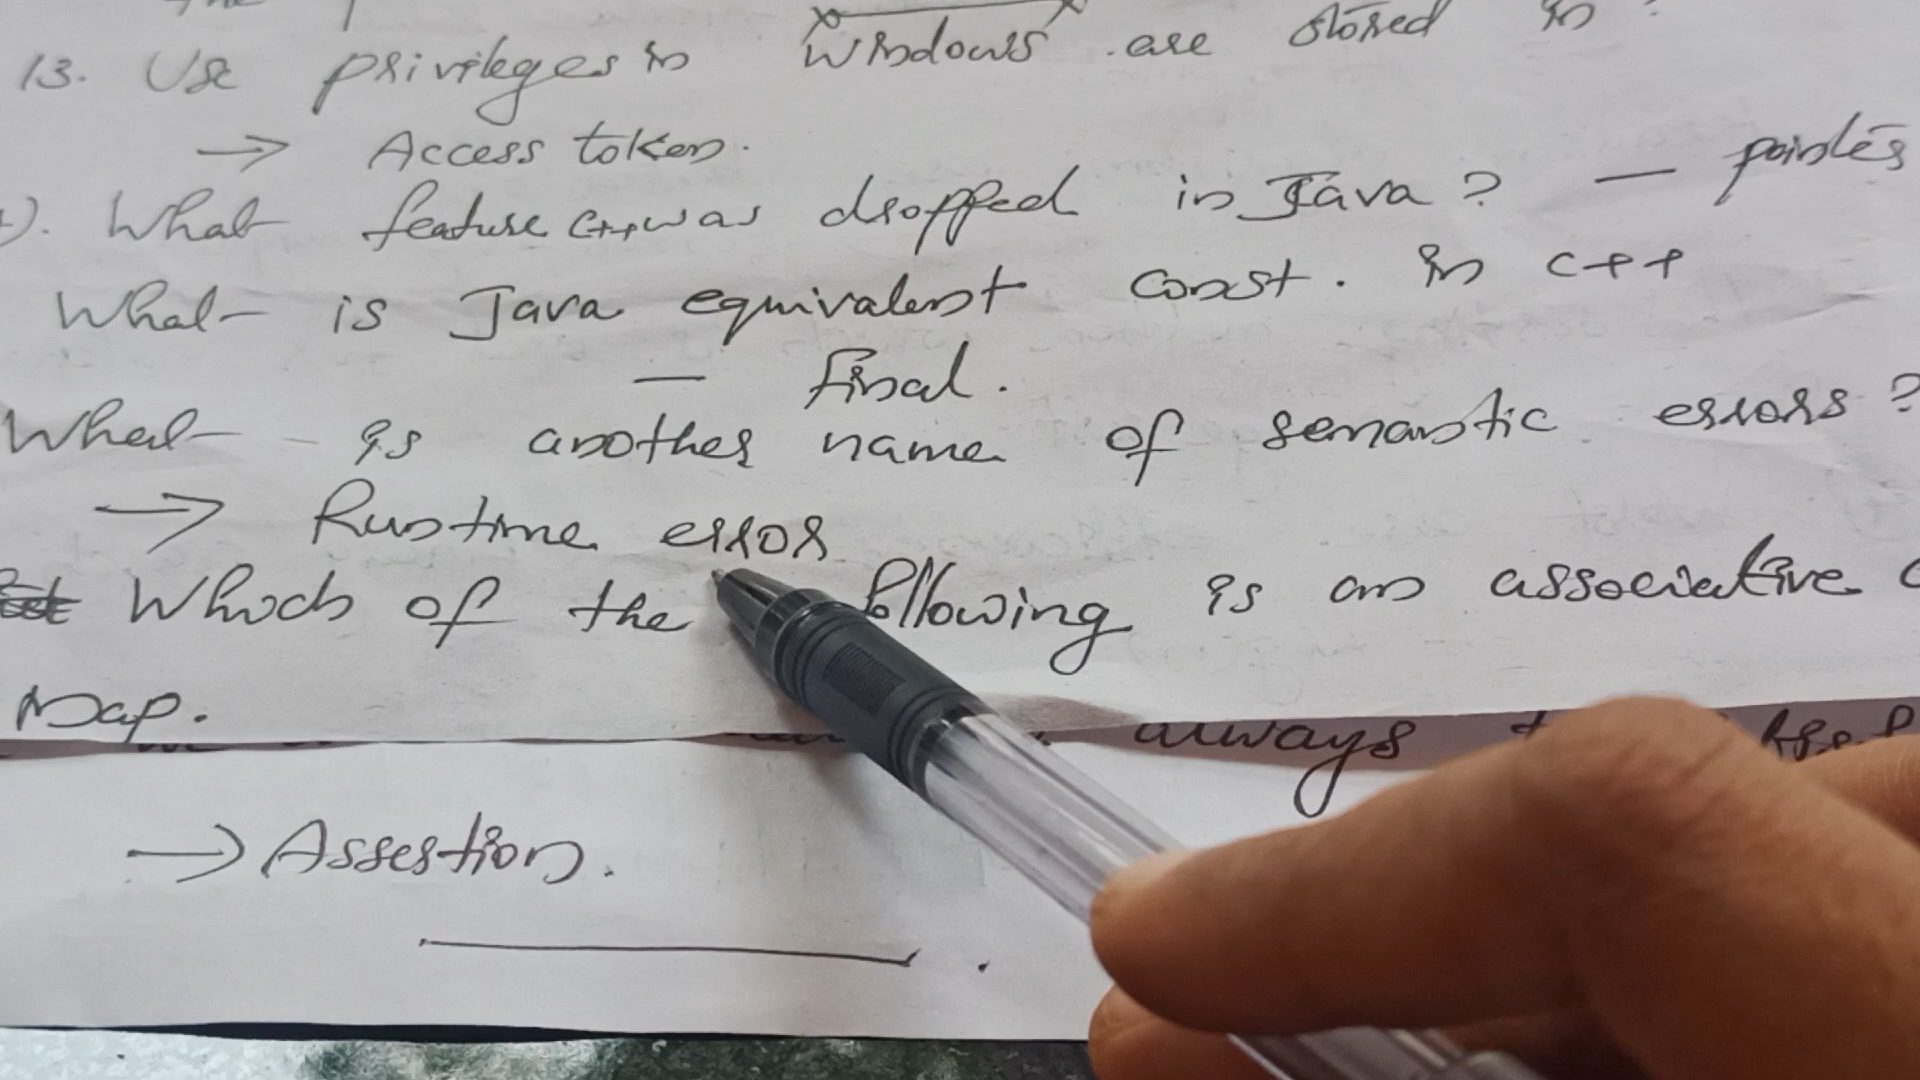 13. Use privileges in Windows are stored in ?
→ Access token.
). What feature C++ was dropped in Java? — pointes
What is Java equivalent const. in C++
— final.
What is another name of semantic errors?
→ Runtime error
Which of the following is an associative
Map.
always
→ Assertion.